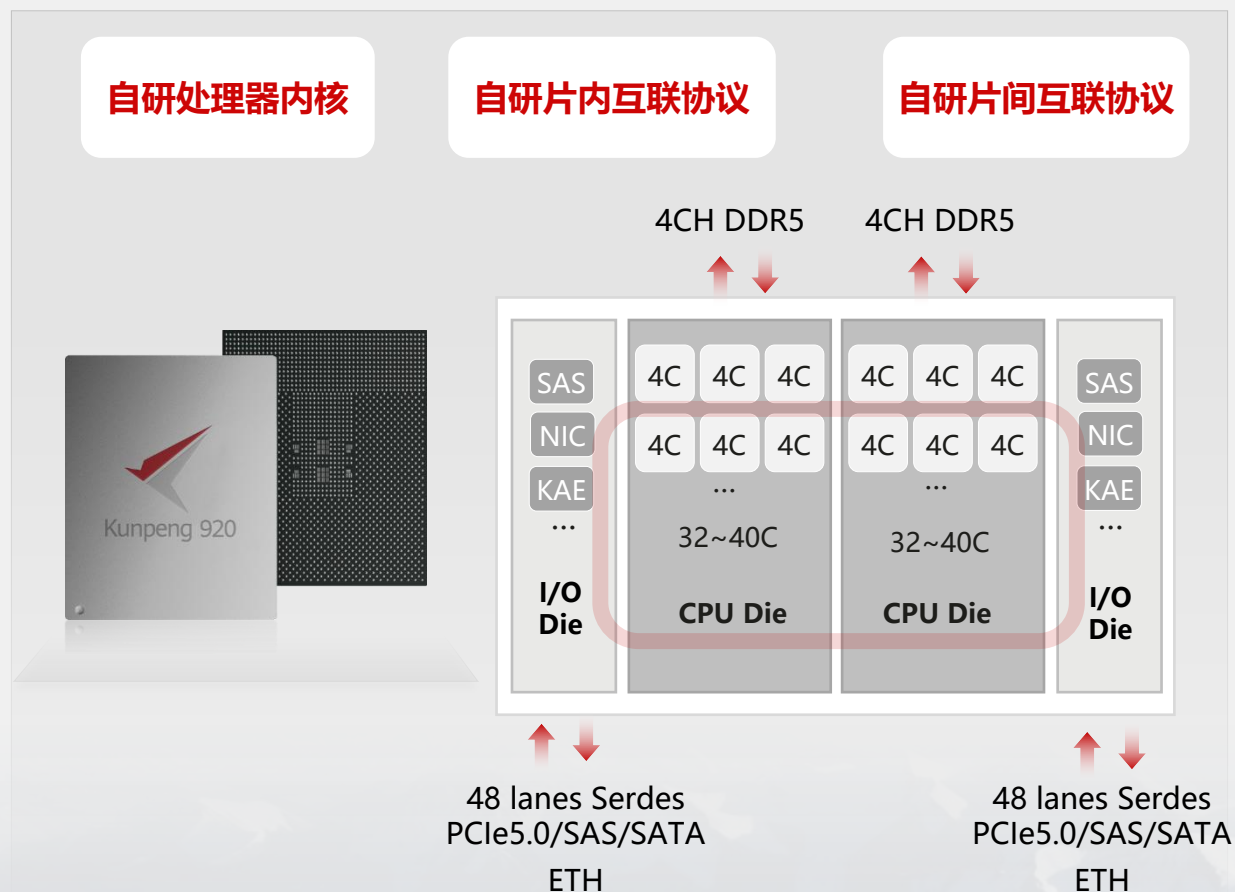 自研处理器内核
自研片内互联协议
自研片间互联协议
4CH DDR5
4CH DDR5
Kunpeng 920
SAS
NIC
KAE
...
I/O
Die
4C 4C 4C
4C 4C 4C
...
32~40C
CPU Die
4C 4C 4C
4C 4C 4C
...
32~40C
CPU Die
SAS
NIC
KAE
...
I/O
Die
48 lanes Serdes
PCIe5.0/SAS/SATA
ETH
48 lanes Serdes
PCIe5.0/SAS/SATA
ETH